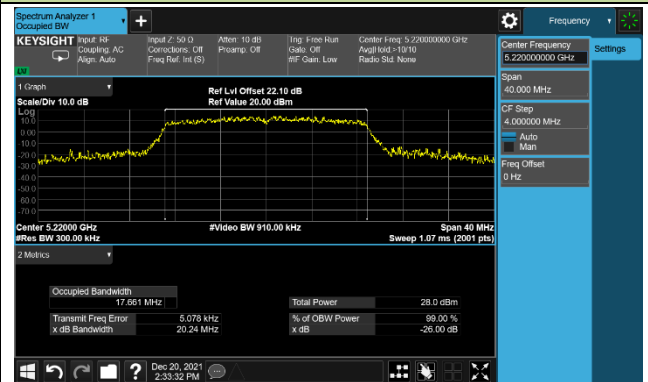 Spectrum Analyzer 1
Occupied BW
+
Frequency
KEYSIGHT
Input: RF
Coupling: AC
Align: Auto
Input Z: 50 Ω
Corrections: Off
Freq Ref: Int (S)
Atten: 10 dB
Preamp: Off
Trig: Free Run
Gate: Off
#IF Gain: Low
Center Freq: 5.220000000 GHz
Avg|Hold:>10/10
Radio Std: None
Center Frequency
5.220000000 GHz
Settings
Span
40.000 MHz
CF Step
4.000000 MHz
Auto
Man
Freq Offset
0 Hz
1 Graph
Scale/Div 10.0 dB
Ref Lvl Offset 22.10 dB
Ref Value 20.00 dBm
Log
10.0
0.00
-10.0
-20.0
-30.0
-40.0
-50.0
-60.0
-70.0
Center 5.22000 GHz
#Res BW 300.00 kHz
#Video BW 910.00 kHz
Span 40 MHz
Sweep 1.07 ms (2001 pts)
2 Metrics
Occupied Bandwidth
17.661 MHz
Total Power 28.0 dBm
Transmit Freq Error 5.078 kHz
% of OBW Power 99.00 %
x dB Bandwidth 20.24 MHz
x dB -26.00 dB
?
Dec 20, 2021
2:33:32 PM